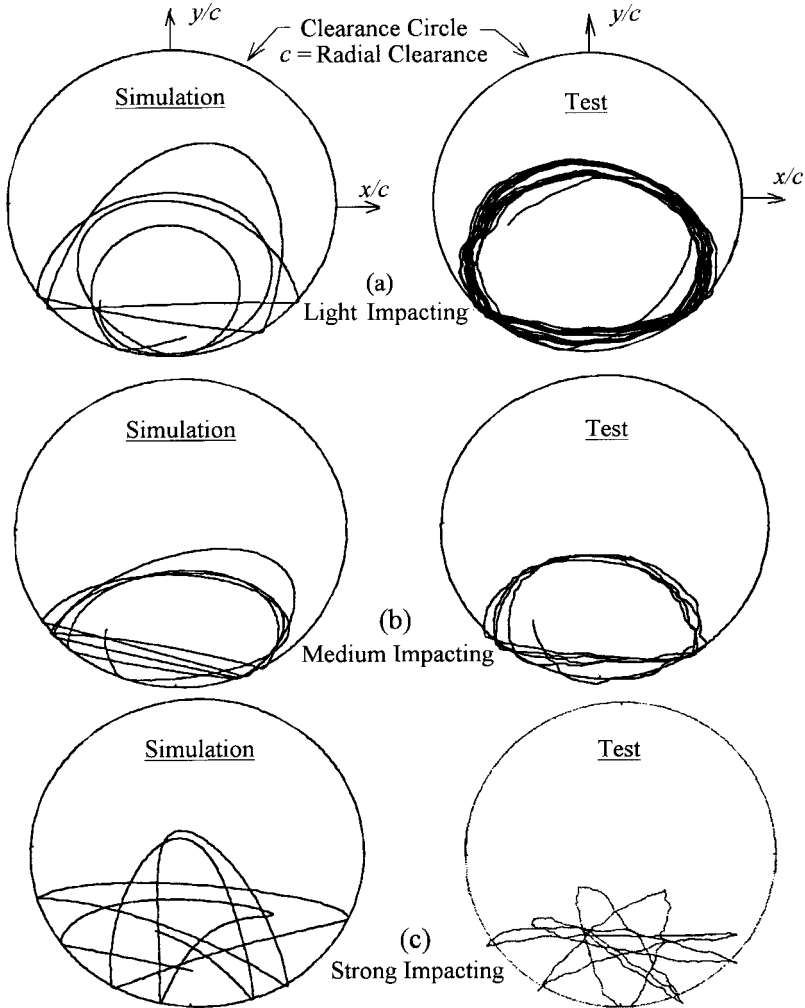 y/c
y/c
Clearance Circle
c = Radial Clearance
Simulation
Test
x/c
x/c
(a)
Light Impacting
Simulation
Test
(b)
Medium Impacting
Simulation
Test
(c)
Strong Impacting